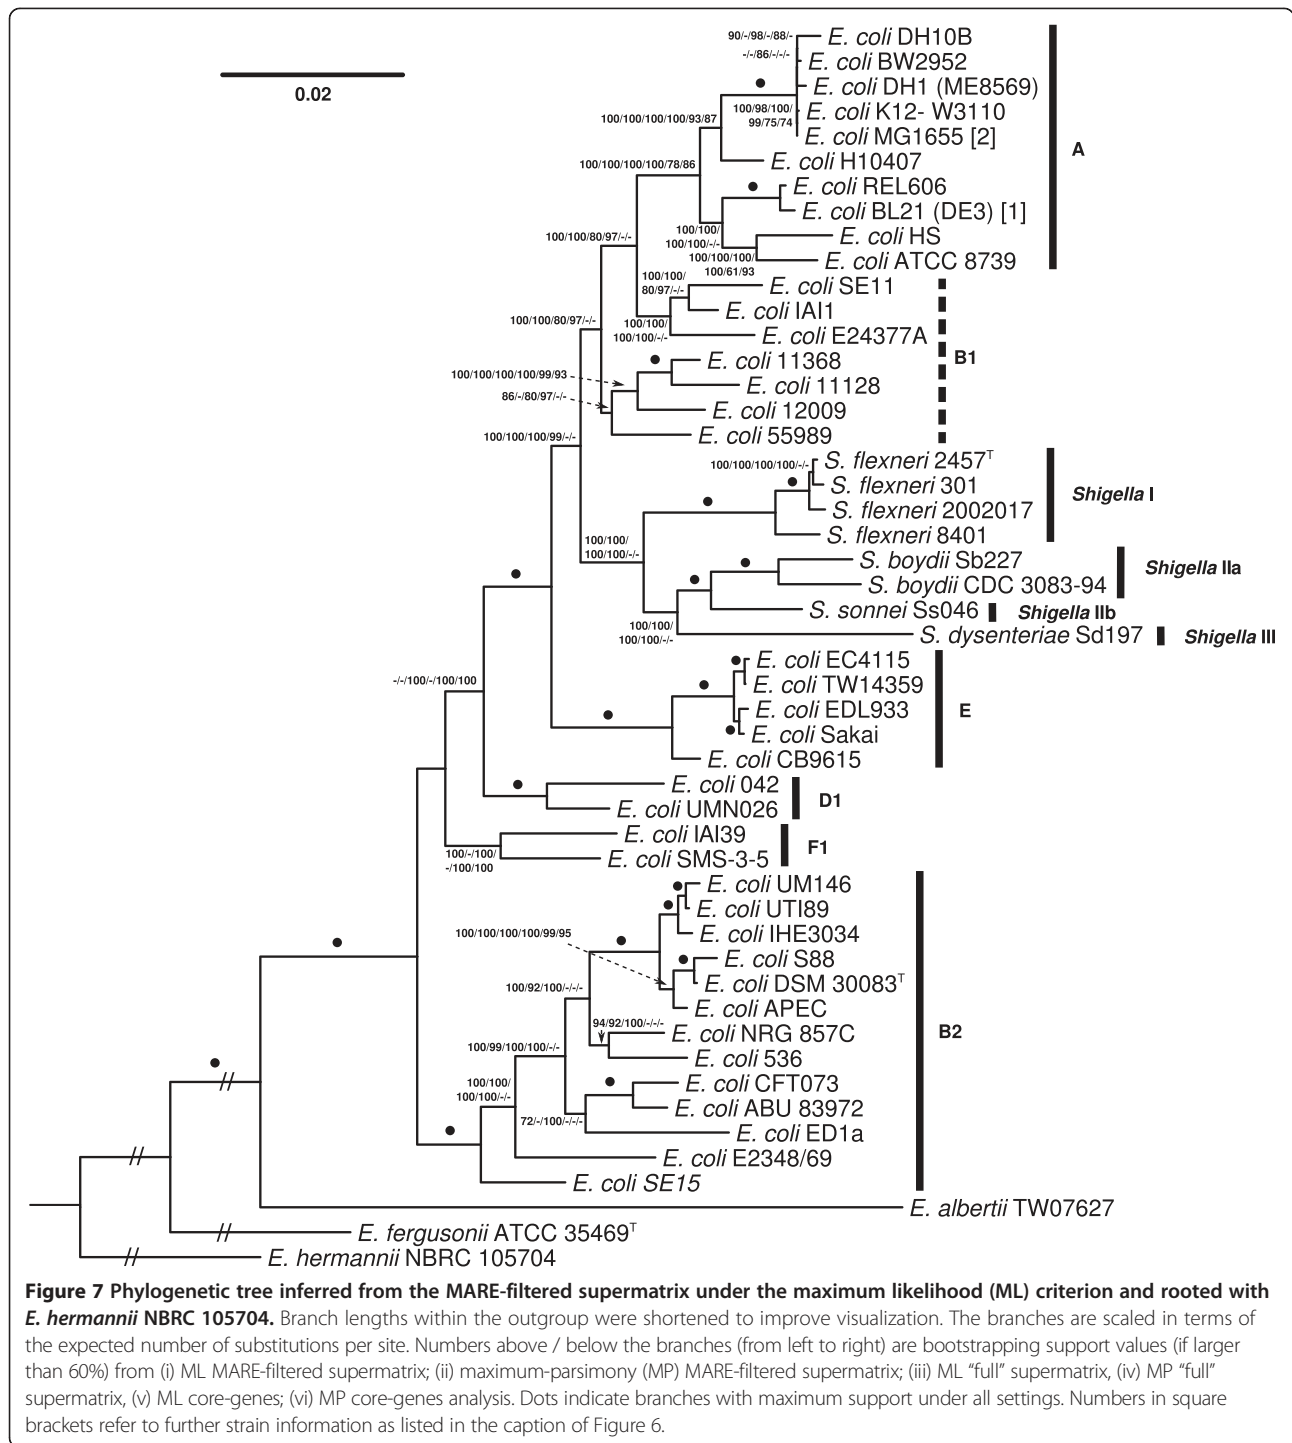 90/-/98/-/88/-
E. coli DH10B
-/-/86/-/-/-
E. coli BW2952
0.02
E. coli DH1 (ME8569)
100/98/100/
99/75/74
E. coli K12- W3110
100/100/100/100/93/87
E. coli MG1655 [2]
A
100/100/100/100/78/86
E. coli H10407
E. coli REL606
E. coli BL21 (DE3) [1]
100/100/80/97/-/-
100/100/
100/100/-/-
E. coli HS
100/100/100/
100/61/93
E. coli ATCC 8739
100/100/
80/97/-/-
E. coli SE11
E. coli IAI1
100/100/80/97/-/-
100/100/
100/100/-/-
E. coli E24377A
B1
E. coli 11368
100/100/100/100/99/93
E. coli 11128
86/-/80/97/-/-
E. coli 12009
100/100/100/99/-/-
E. coli 55989
100/100/100/100/-/-
S. flexneri 2457T
S. flexneri 301
Shigella I
S. flexneri 2002017
S. flexneri 8401
100/100/
100/100/-/-
S. boydii Sb227
Shigella IIa
S. boydii CDC 3083-94
S. sonnei Ss046
Shigella IIb
100/100/
100/100/-/-
S. dysenteriae Sd197
Shigella III
E. coli EC4115
-/-/100/-/100/100
E. coli TW14359
E. coli EDL933
E
E. coli Sakai
E. coli CB9615
E. coli 042
D1
E. coli UMN026
E. coli IAI39
F1
100/-/100/
-/100/100
E. coli SMS-3-5
E. coli UM146
E. coli UTI89
100/100/100/100/99/95
E. coli IHE3034
E. coli S88
100/92/100/-/-/-
E. coli DSM 30083T
E. coli APEC
94/92/100/-/-/-
E. coli NRG 857C
B2
100/99/100/100/-/-
E. coli 536
100/100/
100/100/-/-
E. coli CFT073
E. coli ABU 83972
72/-/100/-/-/-
E. coli ED1a
E. coli E2348/69
E. coli SE15
E. albertii TW07627
E. fergusonii ATCC 35469T
E. hermannii NBRC 105704
Figure 7 Phylogenetic tree inferred from the MARE-filtered supermatrix under the maximum likelihood (ML) criterion and rooted with
E. hermannii NBRC 105704. Branch lengths within the outgroup were shortened to improve visualization. The branches are scaled in terms of
the expected number of substitutions per site. Numbers above / below the branches (from left to right) are bootstrapping support values (if larger
than 60%) from (i) ML MARE-filtered supermatrix; (ii) maximum-parsimony (MP) MARE-filtered supermatrix; (iii) ML “full” supermatrix, (iv) MP “full”
supermatrix, (v) ML core-genes; (vi) MP core-genes analysis. Dots indicate branches with maximum support under all settings. Numbers in square
brackets refer to further strain information as listed in the caption of Figure 6.